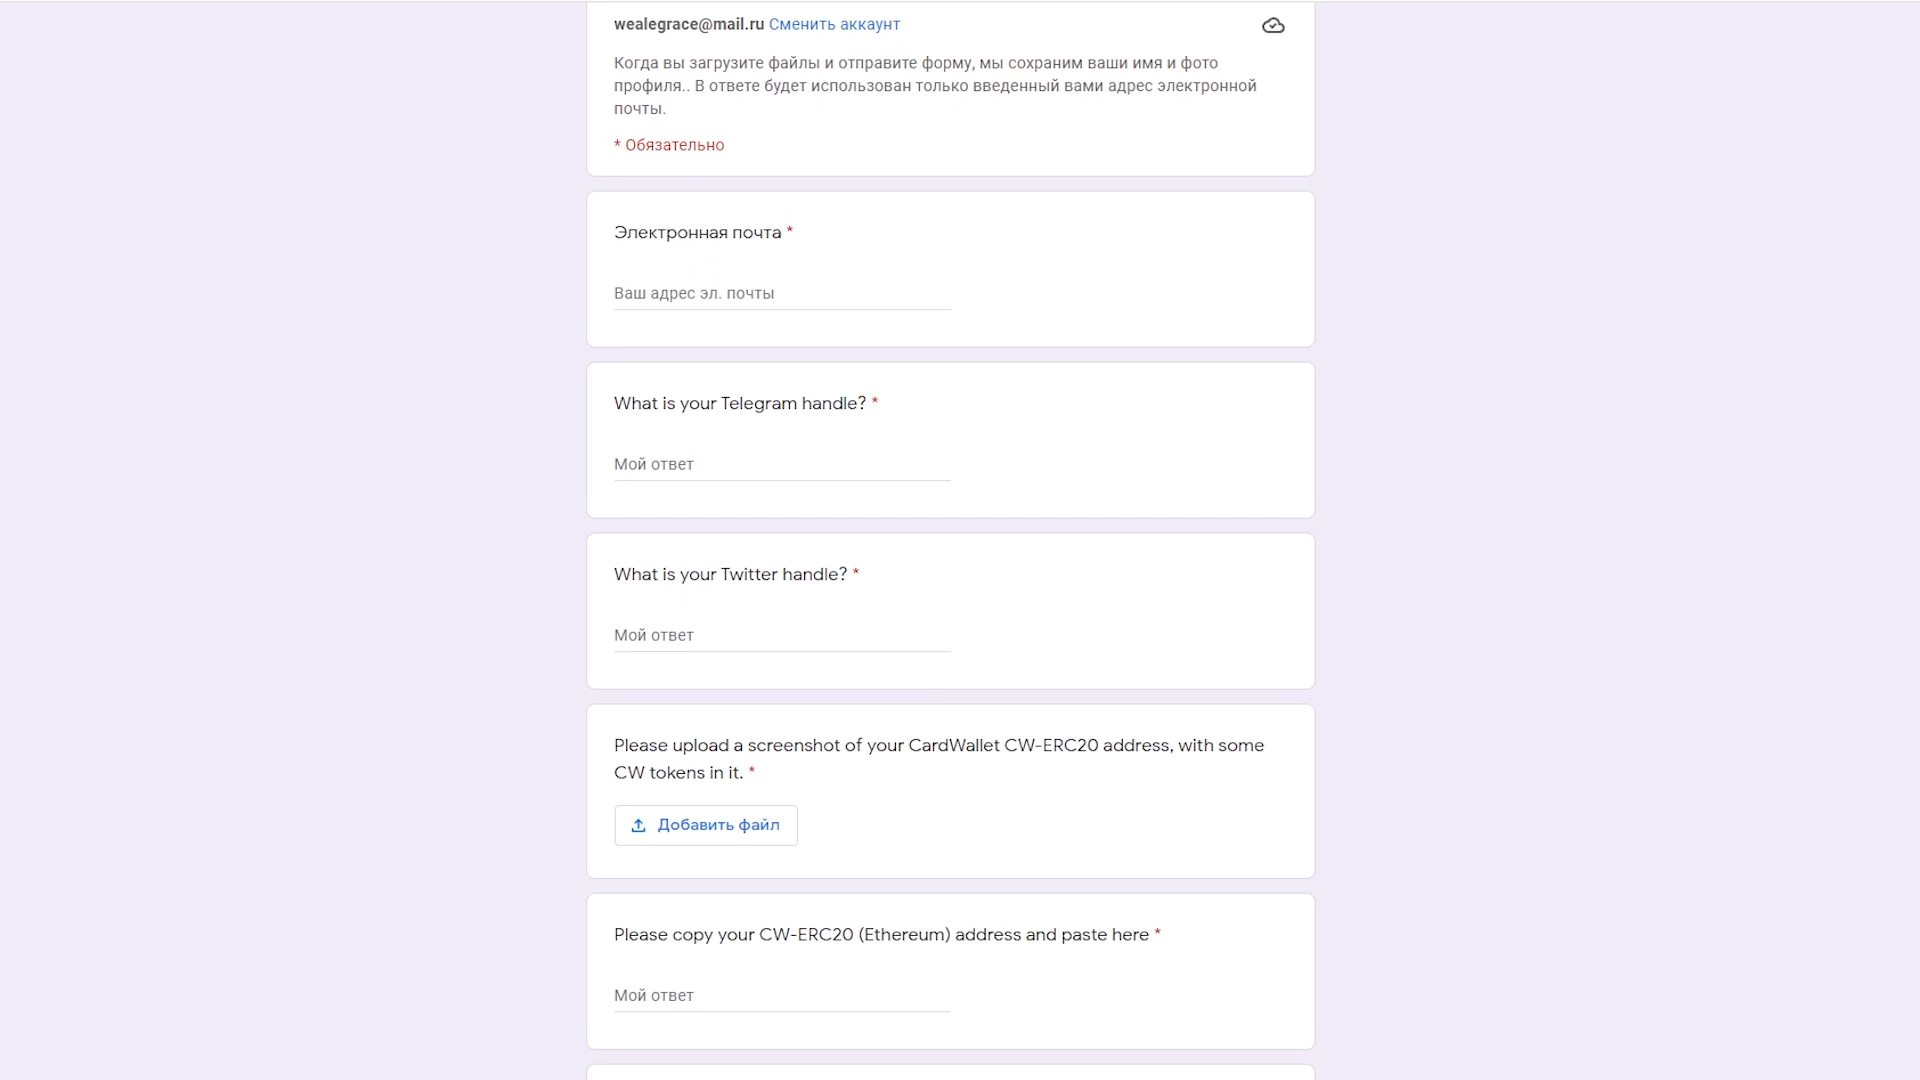 wealegrace@mail.ru Сменить аккаунт
Когда вы загрузите файлы и отправите форму, мы сохраним ваши имя и фото
профиля.. В ответе будет использован только введенный вами адрес электронной
почты.
* Обязательно
Электронная почта *
Ваш адрес эл. почты
What is your Telegram handle? *
Мой ответ
What is your Twitter handle? *
Мой ответ
Please upload a screenshot of your CardWallet CW-ERC20 address, with some
CW tokens in it. *
Добавить файл
Please copy your CW-ERC20 (Ethereum) address and paste here *
Мой ответ